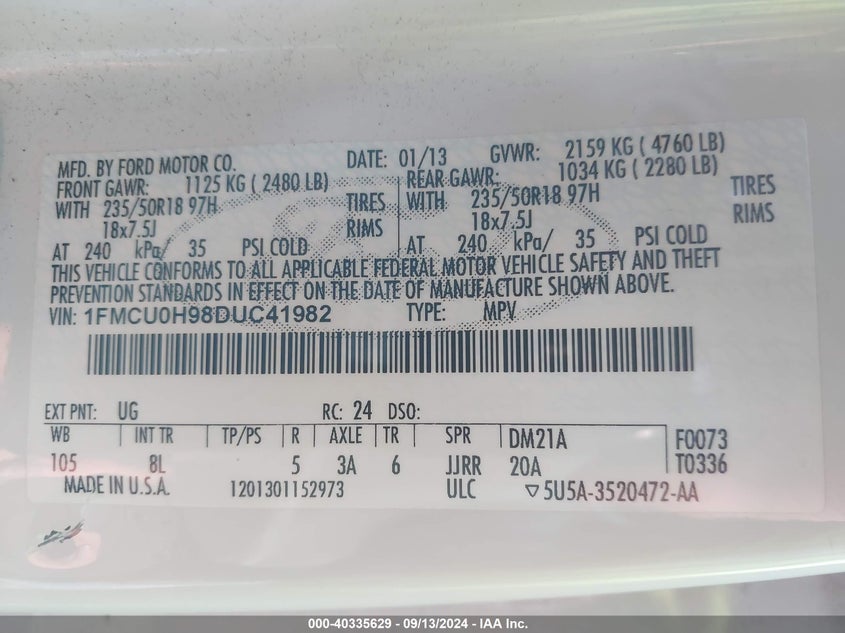 MFD. BY FORD MOTOR CO. DATE: 01/13 GVWR: 2159 KG ( 4760 LB)
FRONT GAWR: 1125 KG ( 2480 LB) REAR GAWR: 1034 KG ( 2280 LB)
WITH 235/50R18 97H TIRES WITH 235/50R18 97H TIRES
18x7.5J RIMS 18x7.5J RIMS
AT 240 kPa/ 35 PSI COLD AT 240 kPa/ 35 PSI COLD
THIS VEHICLE CONFORMS TO ALL APPLICABLE FEDERAL MOTOR VEHICLE SAFETY AND THEFT
PREVENTION STANDARDS IN EFFECT ON THE DATE OF MANUFACTURE SHOWN ABOVE.
VIN: 1FMCU0H98DUC41982 TYPE: MPV
EXT PNT: UG RC: 24 DSO:
WB INT TR TP/PS R AXLE TR SPR DM21A F0073
105 8L 5 3A 6 JJRR 20A T0336
MADE IN U.S.A. 1201301152973 ULC ▽5U5A-3520472-AA
000-40335629 - 09/13/2024 - IAA Inc.